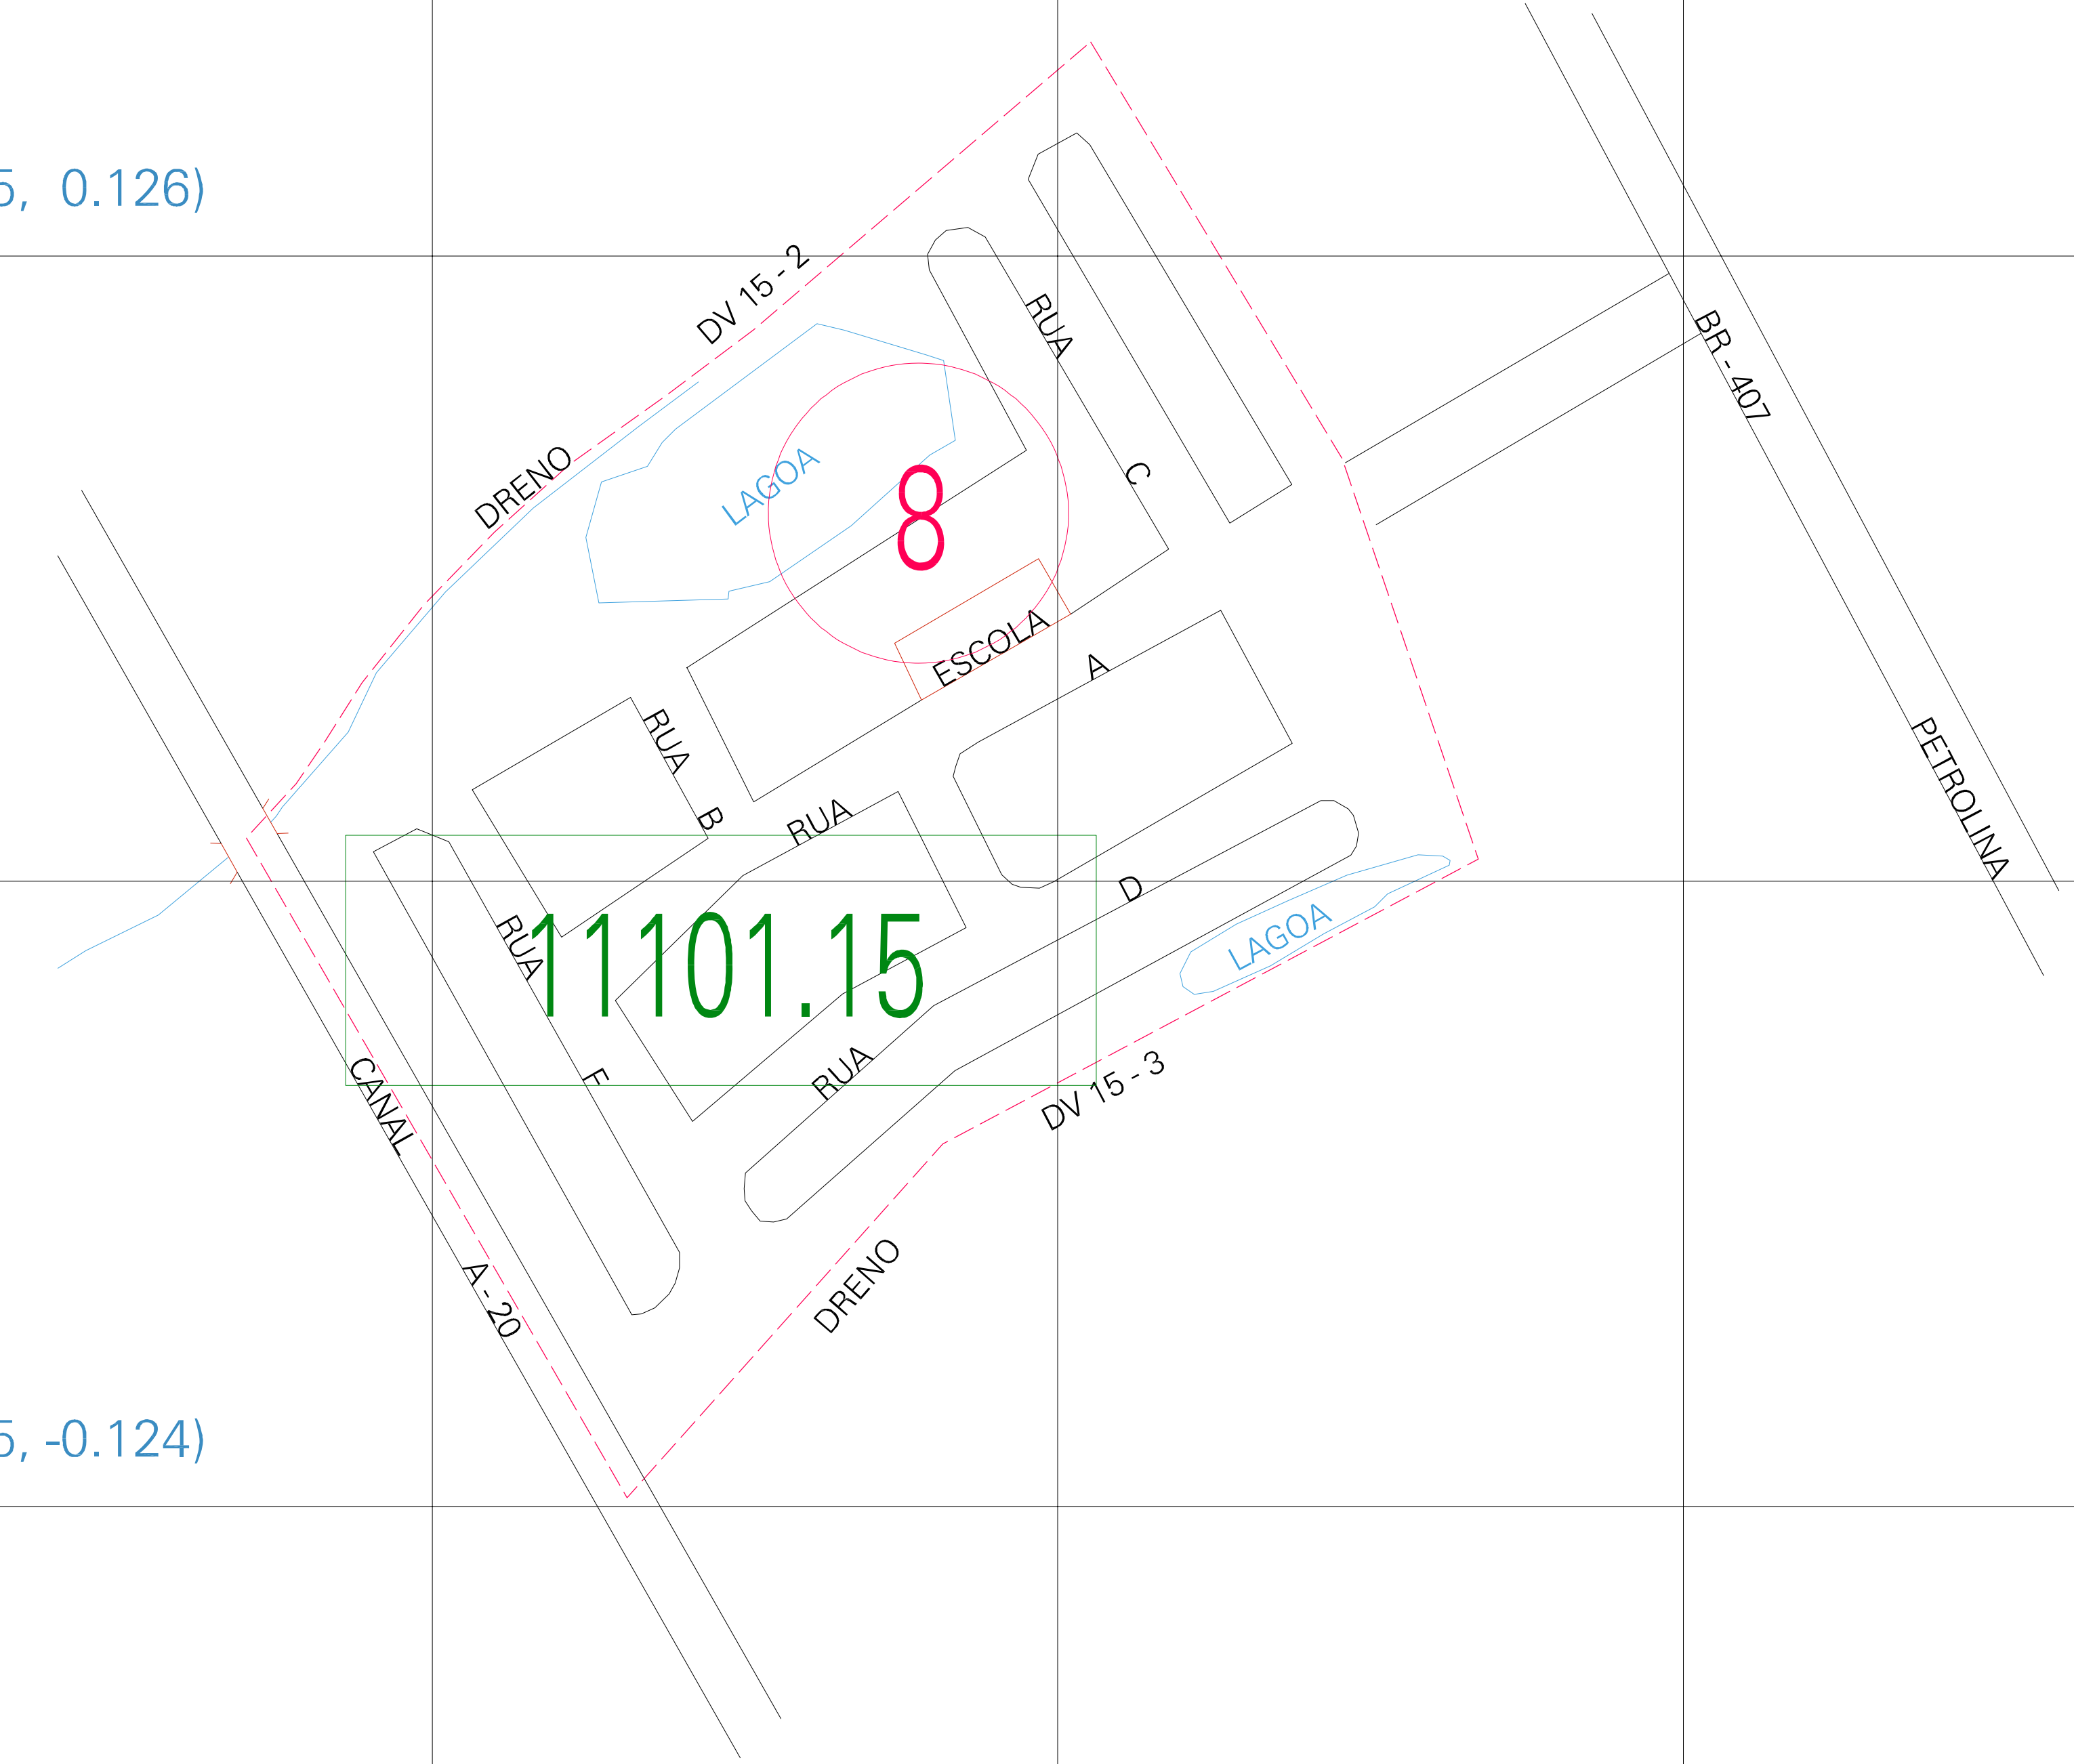 5, 0.126)
DRENO DV 15 - 2
RUA C
BR - 407 PETROLINA
LAGOA
8
ESCOLA
RUA A
RUA B
RUA D
LAGOA
11101.15
RUA F
CANAL A - 20
DRENO DV 15 - 3
5, -0.124)